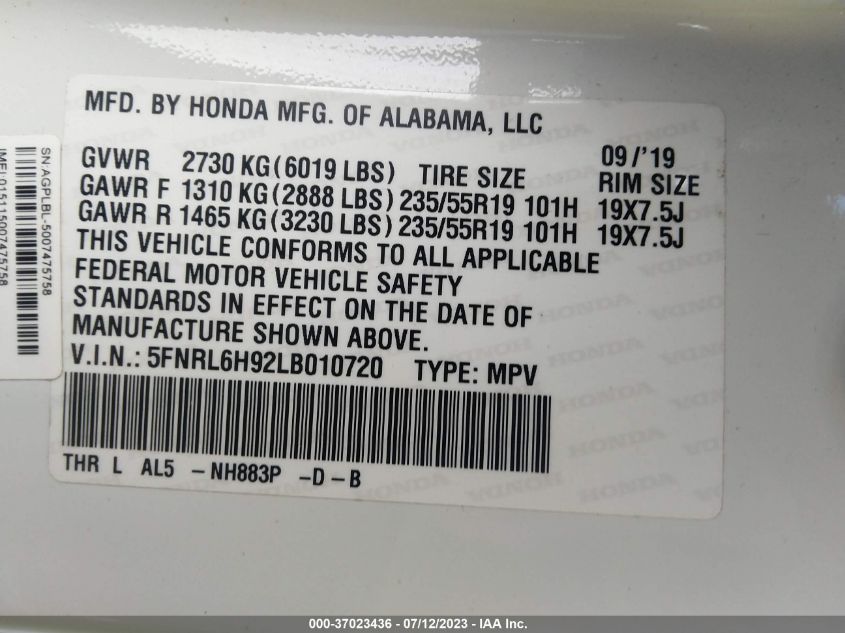 MFD. BY HONDA MFG. OF ALABAMA, LLC
09/'19
GVWR 2730 KG(6019 LBS) TIRE SIZE RIM SIZE
GAWR F 1310 KG(2888 LBS) 235/55R19 101H 19X7.5J
GAWR R 1465 KG(3230 LBS) 235/55R19 101H 19X7.5J
THIS VEHICLE CONFORMS TO ALL APPLICABLE
FEDERAL MOTOR VEHICLE SAFETY
STANDARDS IN EFFECT ON THE DATE OF
MANUFACTURE SHOWN ABOVE.
V.I.N.: 5FNRL6H92LB010720 TYPE: MPV
THR L AL5 -NH883P -D-B
SN:AGPLBL-5007475758
IMEI:015115007475758
000-37023436 - 07/12/2023 - IAA Inc.